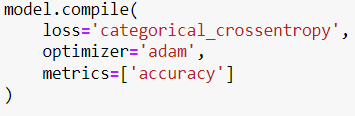 model.compile(
    loss='categorical_crossentropy',
    optimizer='adam',
    metrics=['accuracy']
)